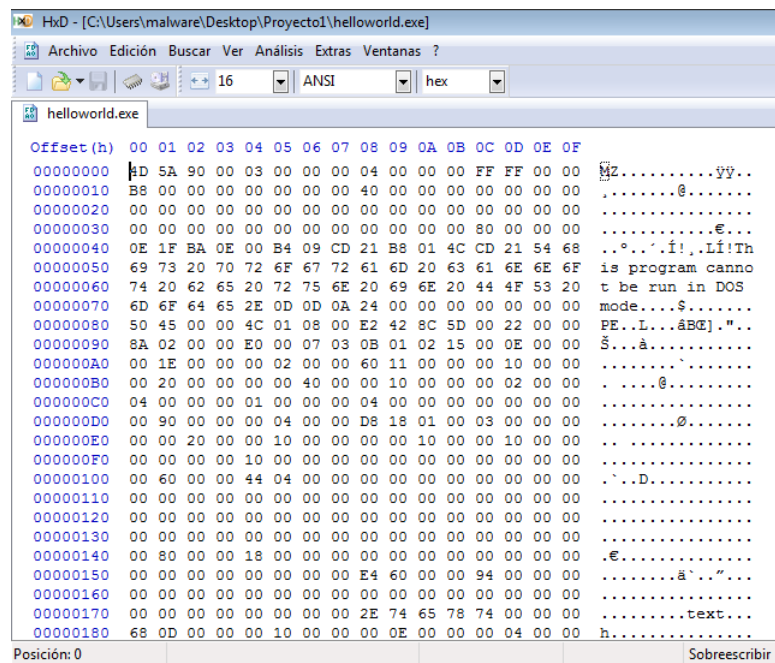 HxD - [C:\Users\malware\Desktop\Proyecto1\helloworld.exe]
Archivo Edición Buscar Ver Análisis Extras Ventanas ?
16 ANSI hex
helloworld.exe
Offset(h) 00 01 02 03 04 05 06 07 08 09 0A 0B 0C 0D 0E 0F
00000000 4D 5A 90 00 03 00 00 00 04 00 00 00 FF FF 00 00 MZ..........ÿÿ..
00000010 B8 00 00 00 00 00 00 00 40 00 00 00 00 00 00 00 ¸.......@.......
00000020 00 00 00 00 00 00 00 00 00 00 00 00 00 00 00 00 ................
00000030 00 00 00 00 00 00 00 00 00 00 00 00 80 00 00 00 ............€...
00000040 0E 1F BA 0E 00 B4 09 CD 21 B8 01 4C CD 21 54 68 ..º..´.Í!¸.LÍ!Th
00000050 69 73 20 70 72 6F 67 72 61 6D 20 63 61 6E 6E 6F is program canno
00000060 74 20 62 65 20 72 75 6E 20 69 6E 20 44 4F 53 20 t be run in DOS
00000070 6D 6F 64 65 2E 0D 0D 0A 24 00 00 00 00 00 00 00 mode....$.......
00000080 50 45 00 00 4C 01 08 00 E2 42 8C 5D 00 22 00 00 PE..L...âBŒ]."..
00000090 8A 02 00 00 E0 00 07 03 0B 01 02 15 00 0E 00 00 Š...à...........
000000A0 00 1E 00 00 00 02 00 00 60 11 00 00 00 10 00 00 ........`.......
000000B0 00 20 00 00 00 00 40 00 00 10 00 00 00 02 00 00 . ....@.........
000000C0 04 00 00 00 01 00 00 00 04 00 00 00 00 00 00 00 ................
000000D0 00 90 00 00 00 04 00 00 D8 18 01 00 03 00 00 00 ........Ø.......
000000E0 00 00 20 00 00 10 00 00 00 00 10 00 00 10 00 00 .. .............
000000F0 00 00 00 00 10 00 00 00 00 00 00 00 00 00 00 00 ................
00000100 00 60 00 00 44 04 00 00 00 00 00 00 00 00 00 00 .`..D...........
00000110 00 00 00 00 00 00 00 00 00 00 00 00 00 00 00 00 ................
00000120 00 00 00 00 00 00 00 00 00 00 00 00 00 00 00 00 ................
00000130 00 00 00 00 00 00 00 00 00 00 00 00 00 00 00 00 ................
00000140 00 80 00 00 18 00 00 00 00 00 00 00 00 00 00 00 .€..............
00000150 00 00 00 00 00 00 00 00 E4 60 00 00 94 00 00 00 ........ä`..”...
00000160 00 00 00 00 00 00 00 00 00 00 00 00 00 00 00 00 ................
00000170 00 00 00 00 00 00 00 00 2E 74 65 78 74 00 00 00 .........text...
00000180 68 0D 00 00 00 10 00 00 00 0E 00 00 00 04 00 00 h...............
Posición: 0 Sobreescribir